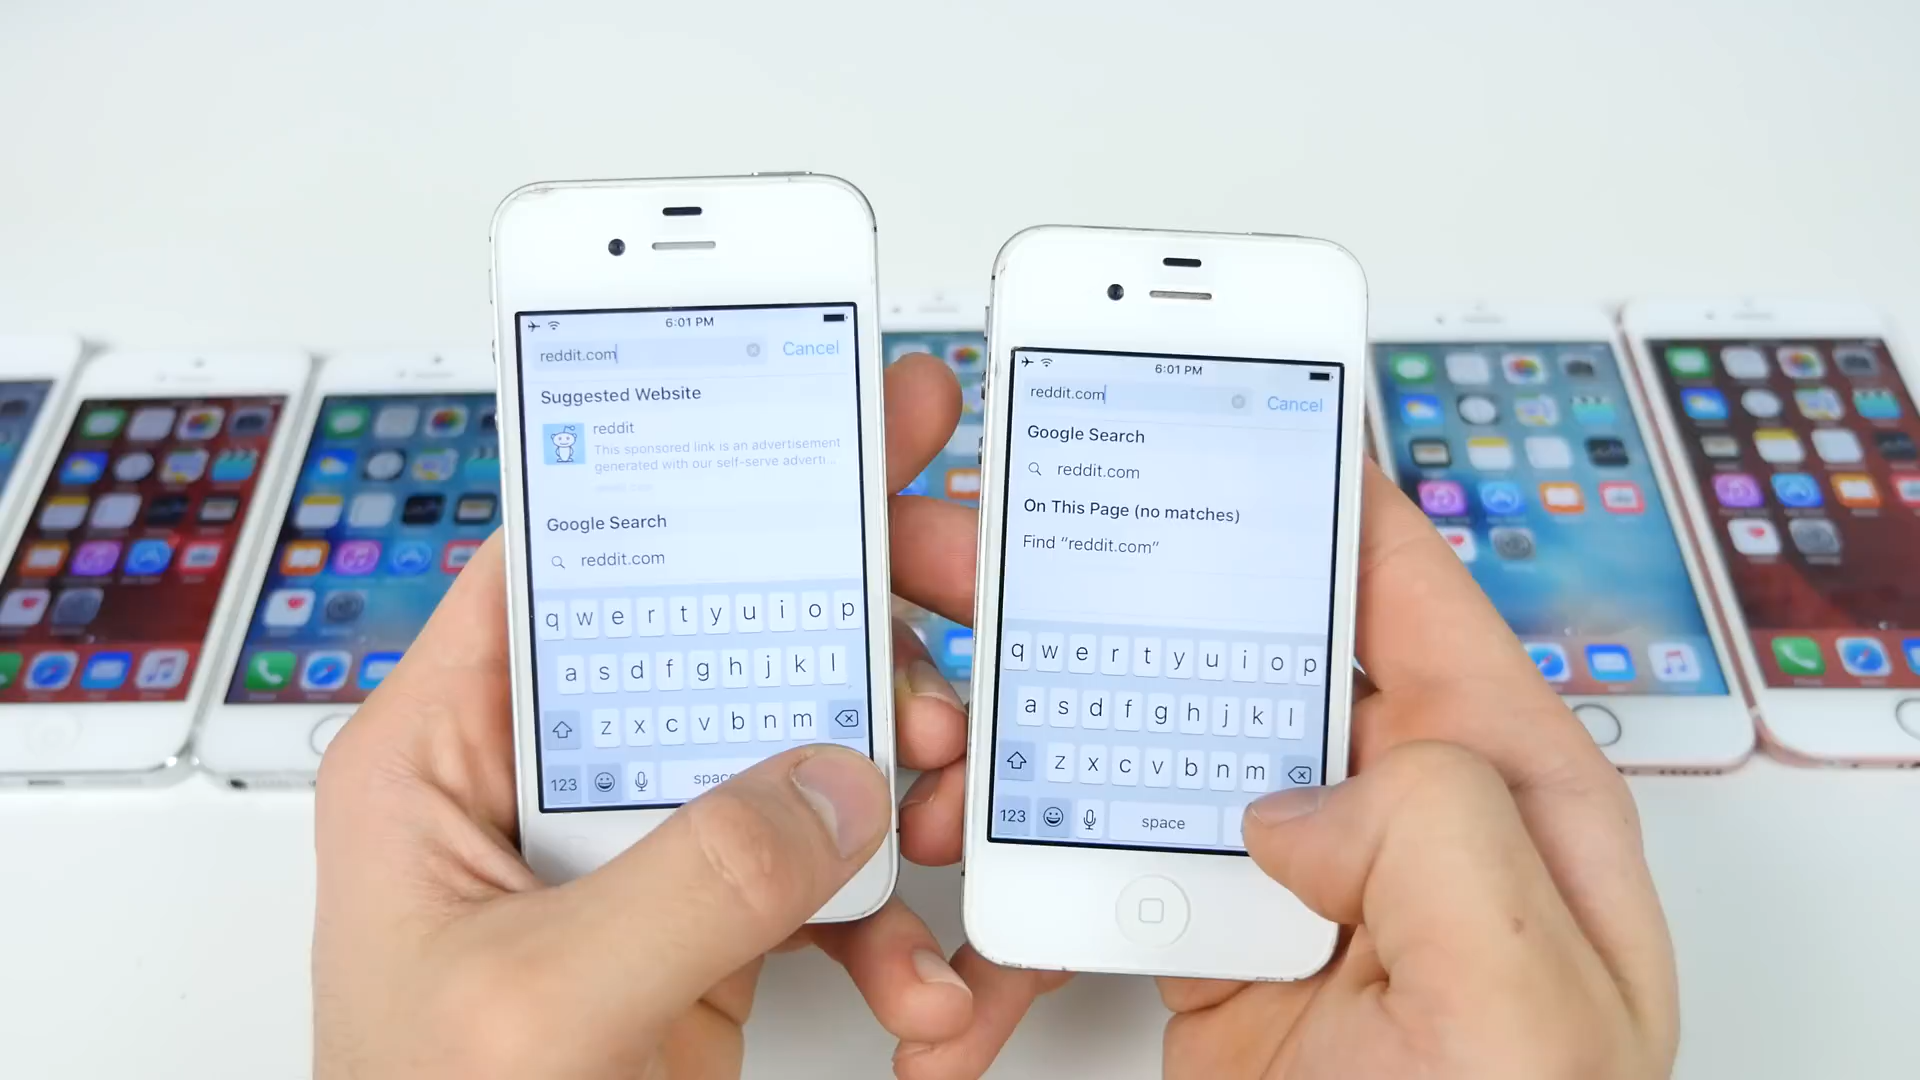 6:01 PM
reddit.com
Cancel
Suggested Website
reddit
This sponsored link is an advertisement
generated with our self-serve adverti...
Google Search
reddit.com
q w e r t y u i o p
a s d f g h j k l
z x c v b n m
123
space
6:01 PM
reddit.com
Cancel
Google Search
reddit.com
On This Page (no matches)
Find “reddit.com”
q w e r t y u i o p
a s d f g h j k l
z x c v b n m
123
space